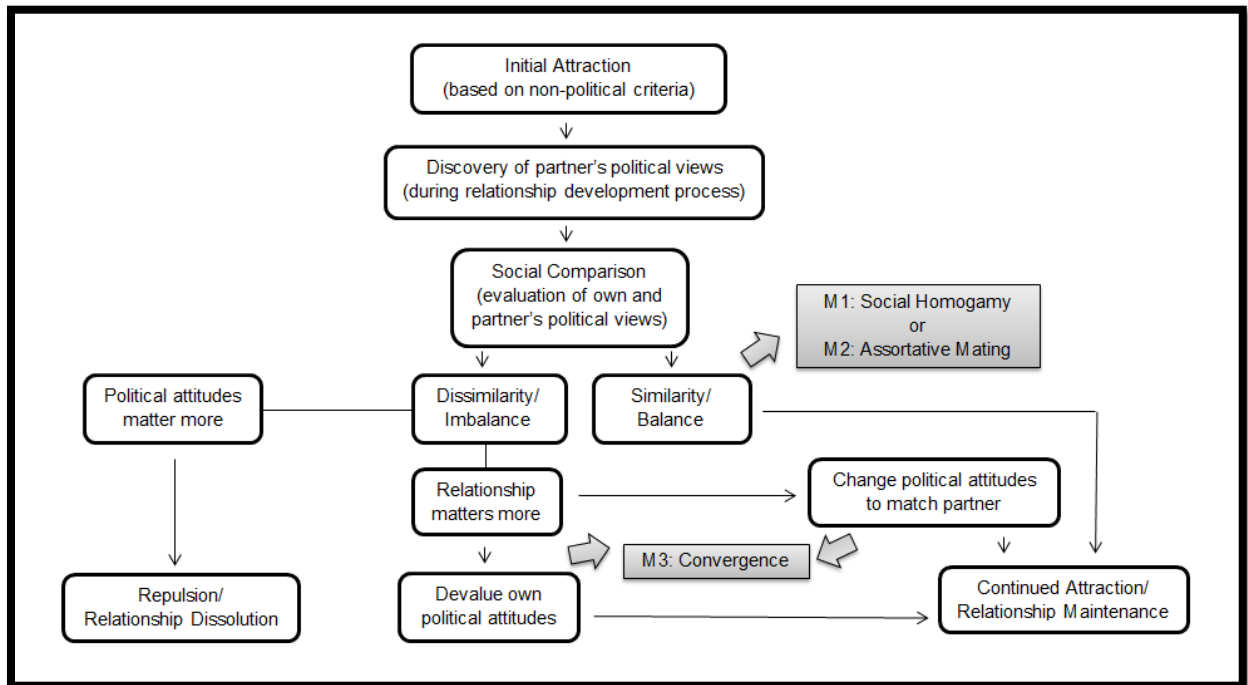 Initial Attraction
(based on non-political criteria)
Discovery of partner's political views
(during relationship development process)
Social Comparison
(evaluation of own and
partner's political views)
M1: Social Homogamy
or
M2: Assortative Mating
Political attitudes
matter more
Dissimilarity/
Imbalance
Similarity/
Balance
Relationship
matters more
Change political attitudes
to match partner
M3: Convergence
Repulsion/
Relationship Dissolution
Devalue own
political attitudes
Continued Attraction/
Relationship Maintenance